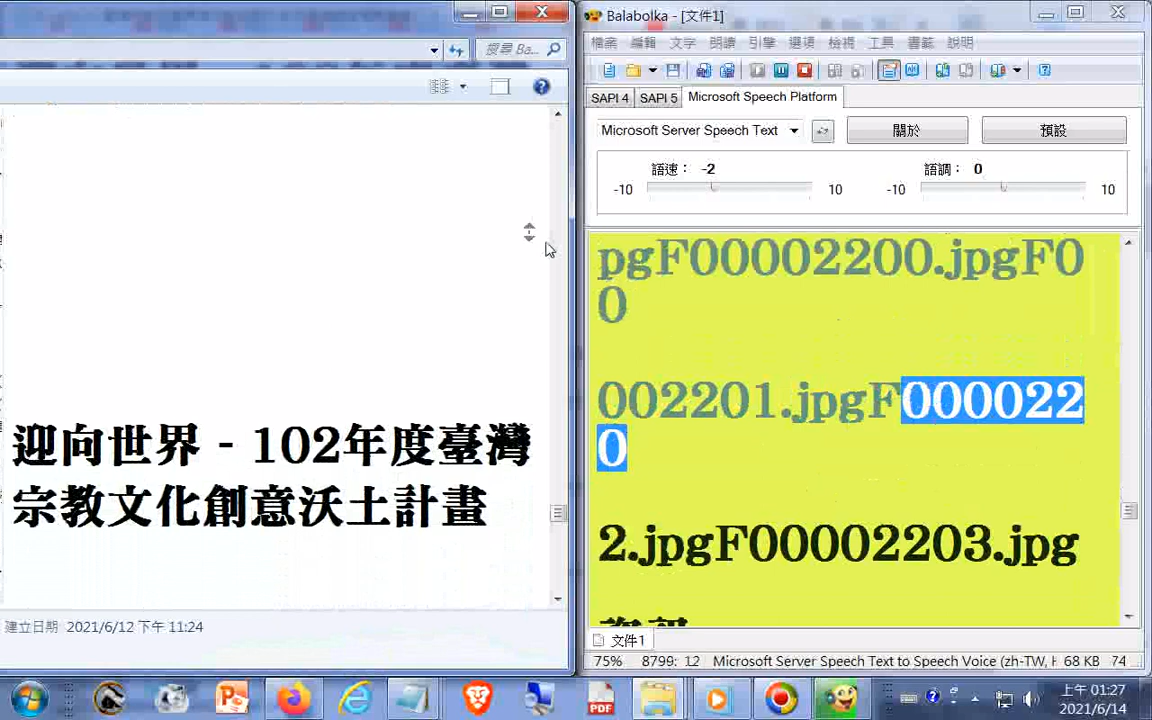 搜尋 Ba...
迎向世界 - 102年度臺灣
宗教文化創意沃土計畫
建立日期 2021/6/12 下午 11:24
Balabolka - [文件1]
檔案 編輯 文字 朗讀 引擎 選項 檢視 工具 書籤 說明
SAPI 4 SAPI 5 Microsoft Speech Platform
Microsoft Server Speech Text 關於 預設
語速： -2 語調： 0
-10 10 -10 10
pgF00002200.jpgF0
0
002201.jpgF0000022
0
2.jpgF00002203.jpg
文件1
75% 8799: 12 Microsoft Server Speech Text to Speech Voice (zh-TW, H 68 KB 74
PDF
上午 01:27
2021/6/14